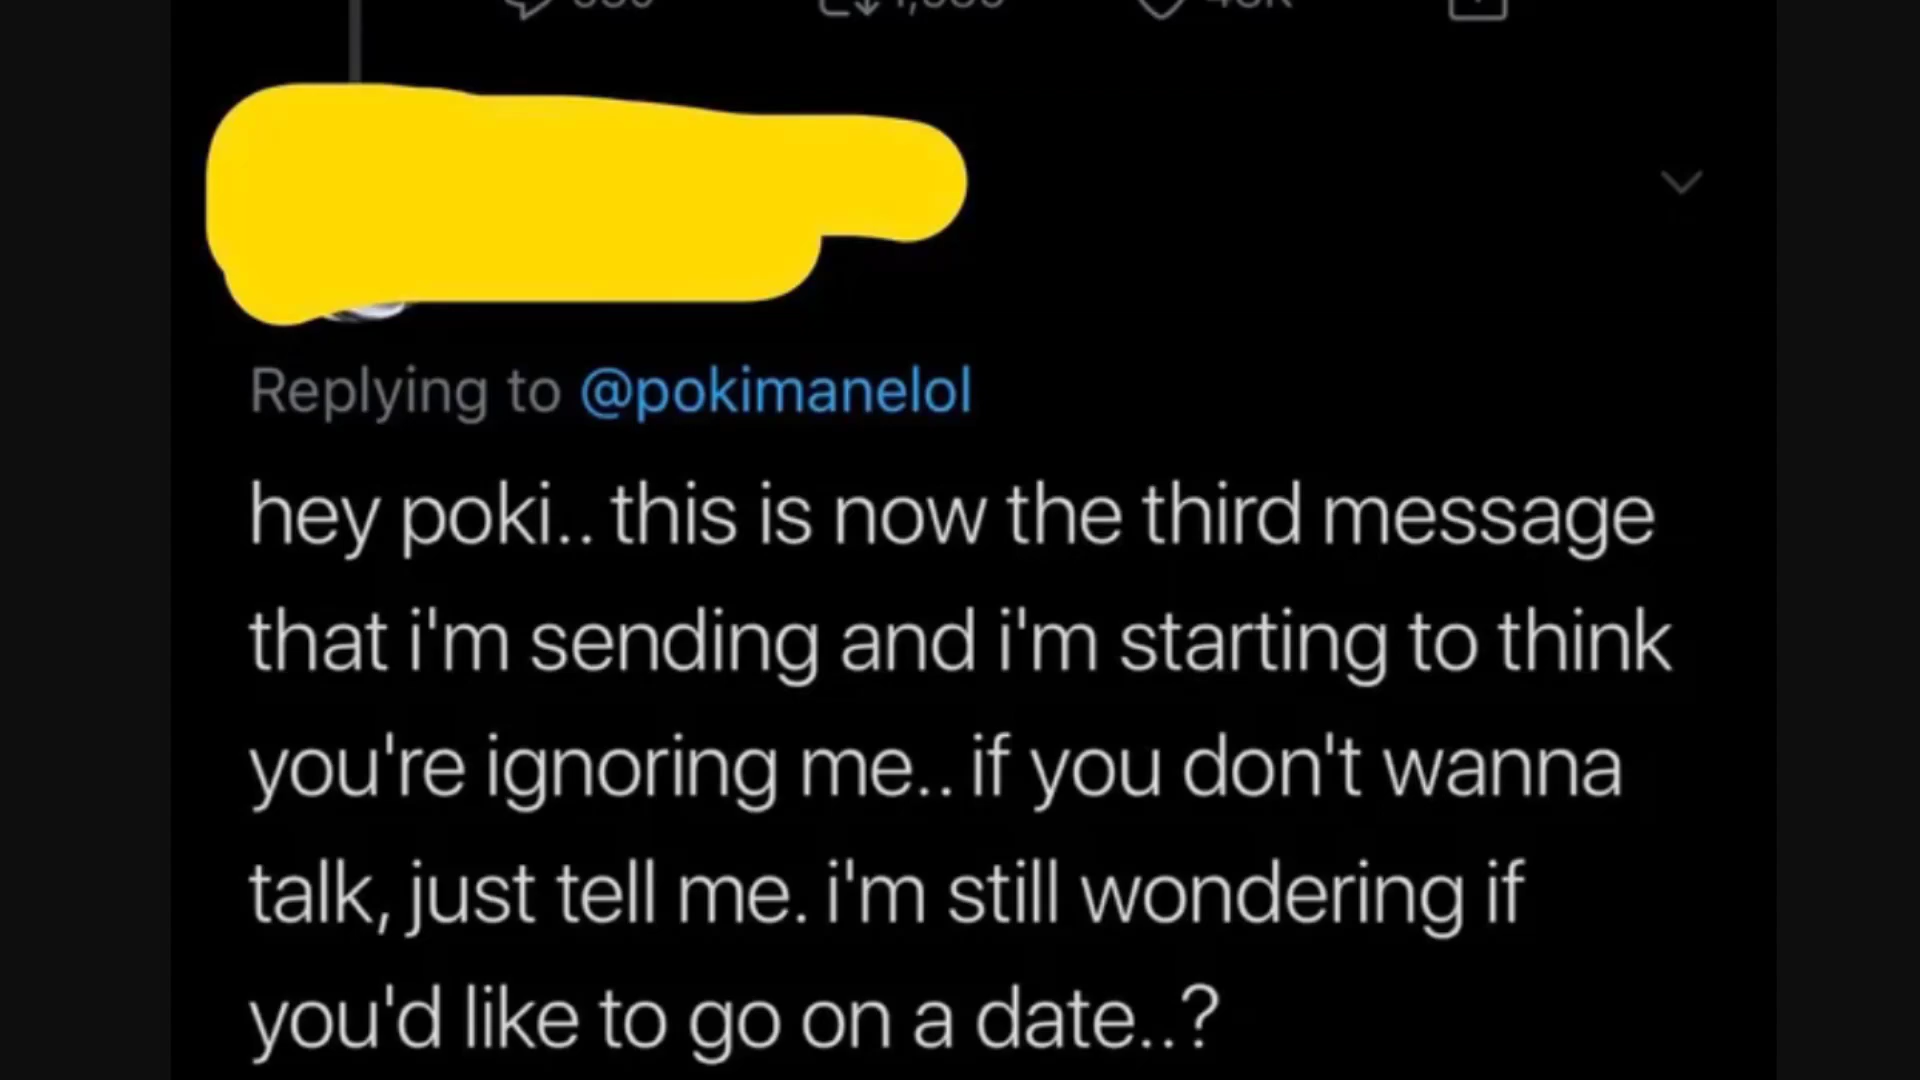 Replying to @pokimanelol
hey poki.. this is now the third message
that i'm sending and i'm starting to think
you're ignoring me.. if you don't wanna
talk, just tell me. i'm still wondering if
you'd like to go on a date..?